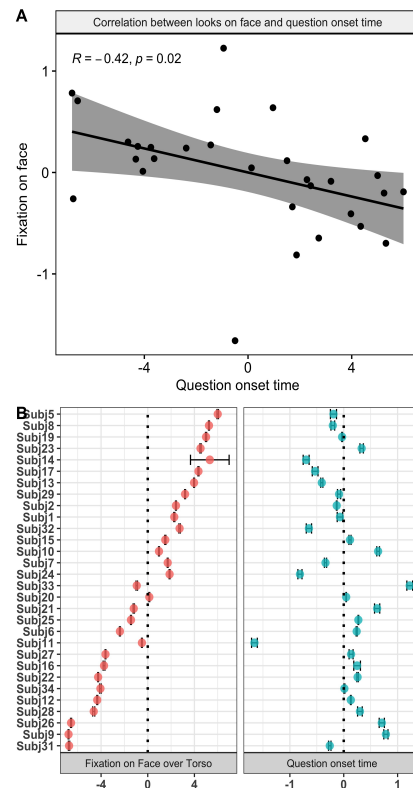 A
Correlation between looks on face and question onset time
R = −0.42, p = 0.02
1
0
-1
Fixation on face
-4 0 4
Question onset time
B
Subj5
Subj8
Subj19
Subj23
Subj14
Subj17
Subj13
Subj29
Subj2
Subj1
Subj32
Subj15
Subj10
Subj7
Subj24
Subj33
Subj20
Subj21
Subj25
Subj6
Subj11
Subj27
Subj16
Subj22
Subj34
Subj12
Subj28
Subj26
Subj9
Subj31
Fixation on Face over Torso Question onset time
-4 0 4 -1 0 1